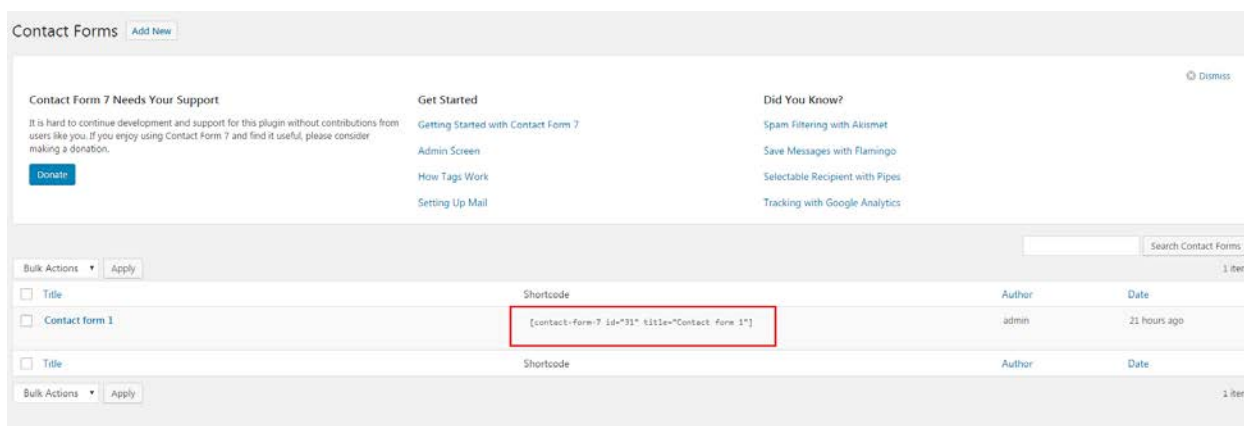 Contact Forms Add New
Dismiss
Contact Form 7 Needs Your Support
It is hard to continue development and support for this plugin without contributions from
users like you. If you enjoy using Contact Form 7 and find it useful, please consider
making a donation.
Donate
Get Started
Getting Started with Contact Form 7
Admin Screen
How Tags Work
Setting Up Mail
Did You Know?
Spam Filtering with Akismet
Save Messages with Flamingo
Selectable Recipient with Pipes
Tracking with Google Analytics
Search Contact Forms
Bulk Actions Apply
1 iter
Title Shortcode Author Date
Contact form 1 [contact-form-7 id="31" title="Contact form 1"] admin 21 hours ago
Title Shortcode Author Date
Bulk Actions Apply
1 iter